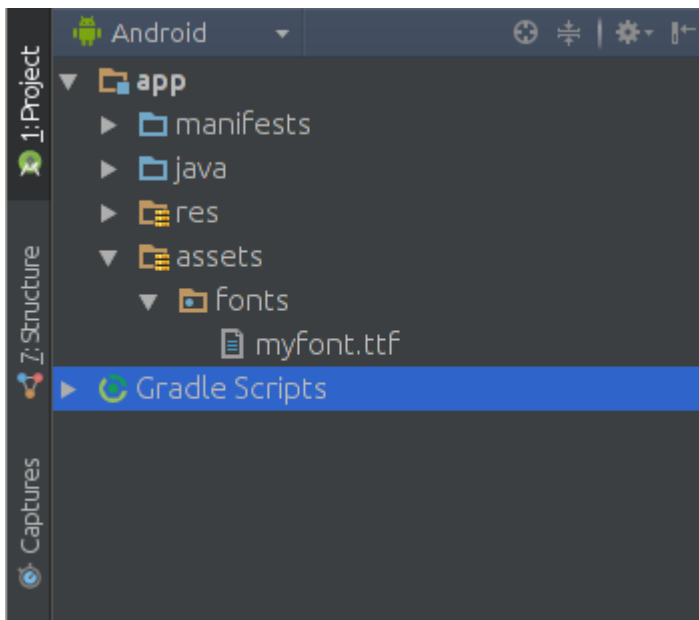 Android
app
manifests
java
res
assets
fonts
myfont.ttf
Gradle Scripts
1: Project
7: Structure
Captures